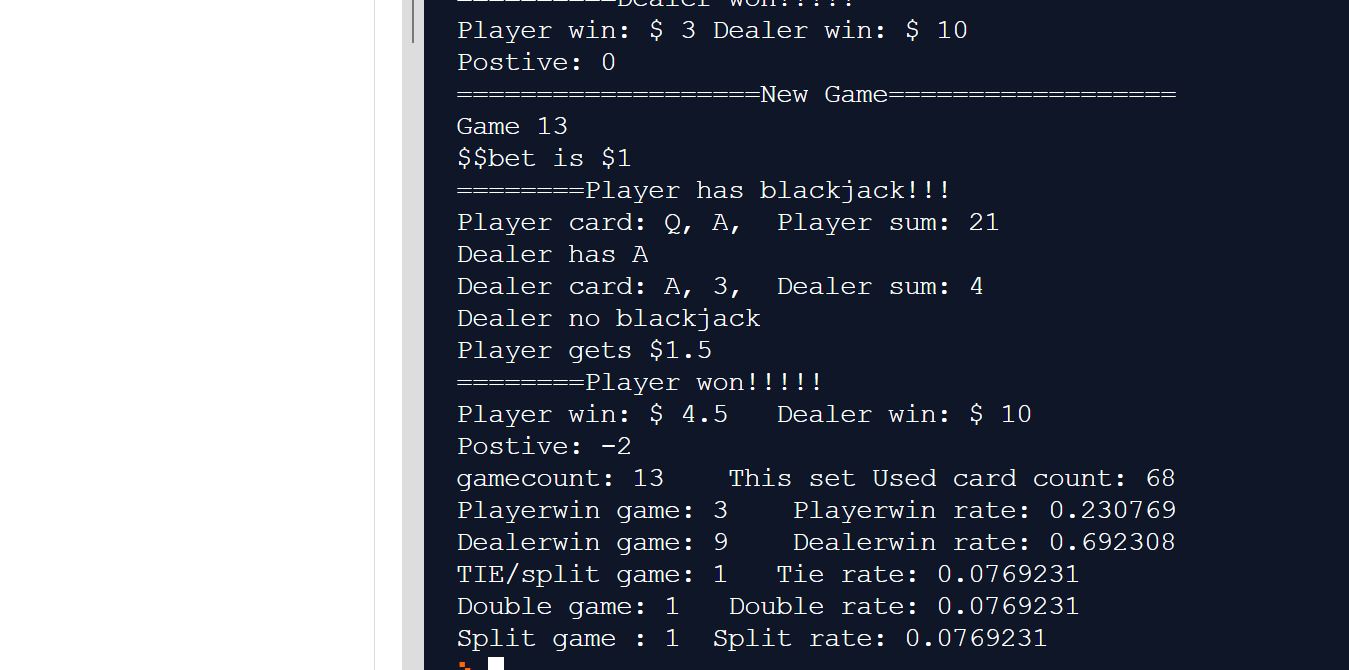 ==========Dealer won!!!!!
Player win: $ 3 Dealer win: $ 10
Postive: 0
===================New Game==================
Game 13
$$bet is $1
========Player has blackjack!!!
Player card: Q, A,  Player sum: 21
Dealer has A
Dealer card: A, 3,  Dealer sum: 4
Dealer no blackjack
Player gets $1.5
========Player won!!!!!
Player win: $ 4.5   Dealer win: $ 10
Postive: -2
gamecount: 13    This set Used card count: 68
Playerwin game: 3    Playerwin rate: 0.230769
Dealerwin game: 9    Dealerwin rate: 0.692308
TIE/split game: 1   Tie rate: 0.0769231
Double game: 1   Double rate: 0.0769231
Split game : 1  Split rate: 0.0769231